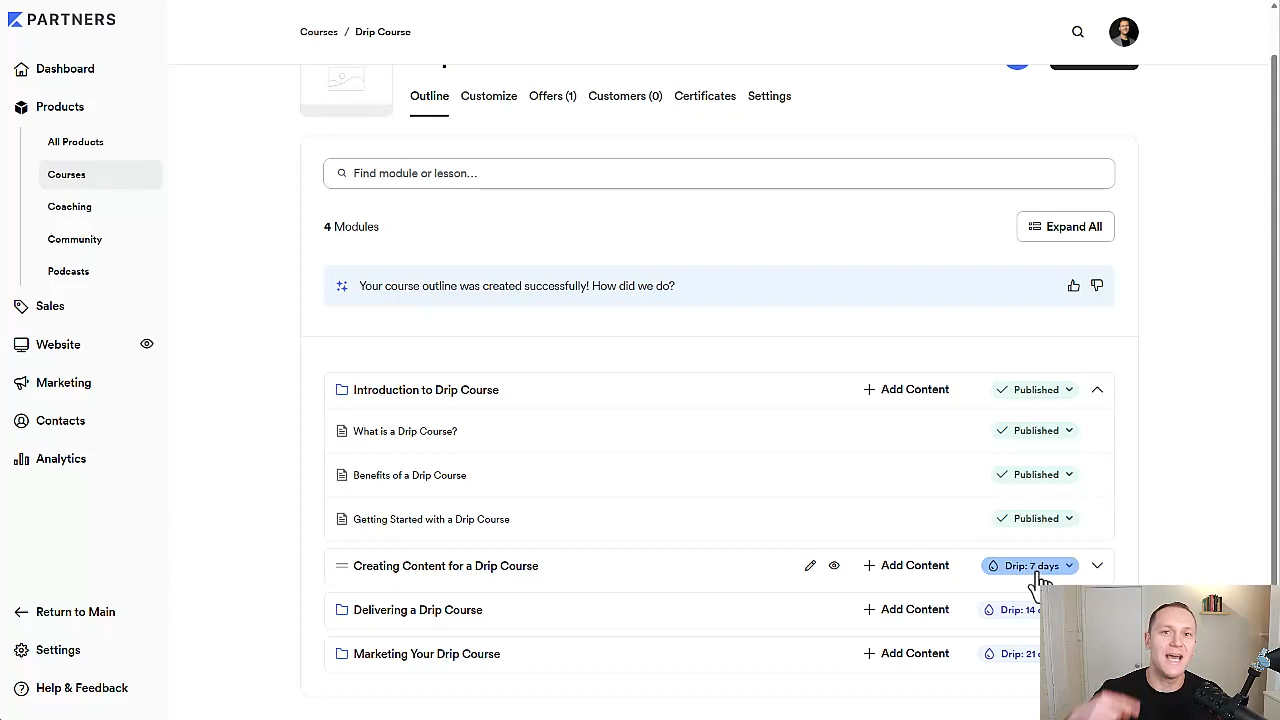 PARTNERS
Courses / Drip Course
Dashboard
Products
All Products
Courses
Coaching
Community
Podcasts
Sales
Website
Marketing
Contacts
Analytics
Return to Main
Settings
Help & Feedback
Outline Customize Offers (1) Customers (0) Certificates Settings
Find module or lesson...
4 Modules Expand All
Your course outline was created successfully! How did we do?
Introduction to Drip Course + Add Content Published
What is a Drip Course? Published
Benefits of a Drip Course Published
Getting Started with a Drip Course Published
Creating Content for a Drip Course + Add Content Drip: 7 days
Delivering a Drip Course + Add Content Drip: 14
Marketing Your Drip Course + Add Content Drip: 21